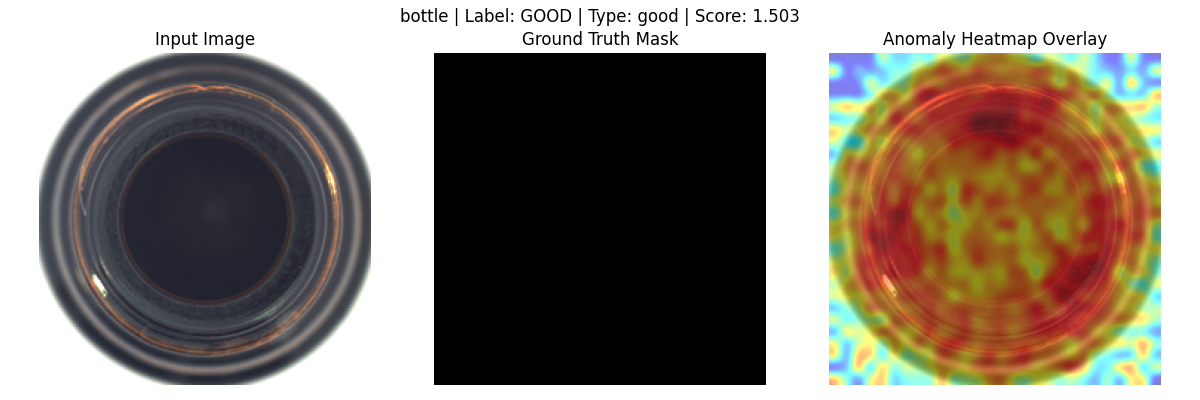 bottle | Label: GOOD | Type: good | Score: 1.503
Input Image
Ground Truth Mask
Anomaly Heatmap Overlay